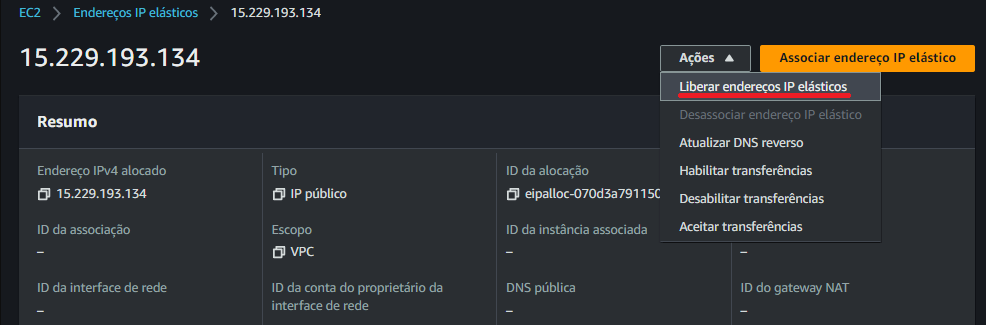 EC2 > Endereços IP elásticos > 15.229.193.134
15.229.193.134
Ações ▲
Associar endereço IP elástico
Liberar endereços IP elásticos
Desassociar endereço IP elástico
Atualizar DNS reverso
Habilitar transferências
Desabilitar transferências
Aceitar transferências
Resumo
Endereço IPv4 alocado
15.229.193.134
Tipo
IP público
ID da alocação
eipalloc-070d3a791150
ID da associação
–
Escopo
VPC
ID da instância associada
–
–
ID da interface de rede
–
ID da conta do proprietário da
interface de rede
–
DNS pública
–
ID do gateway NAT
–